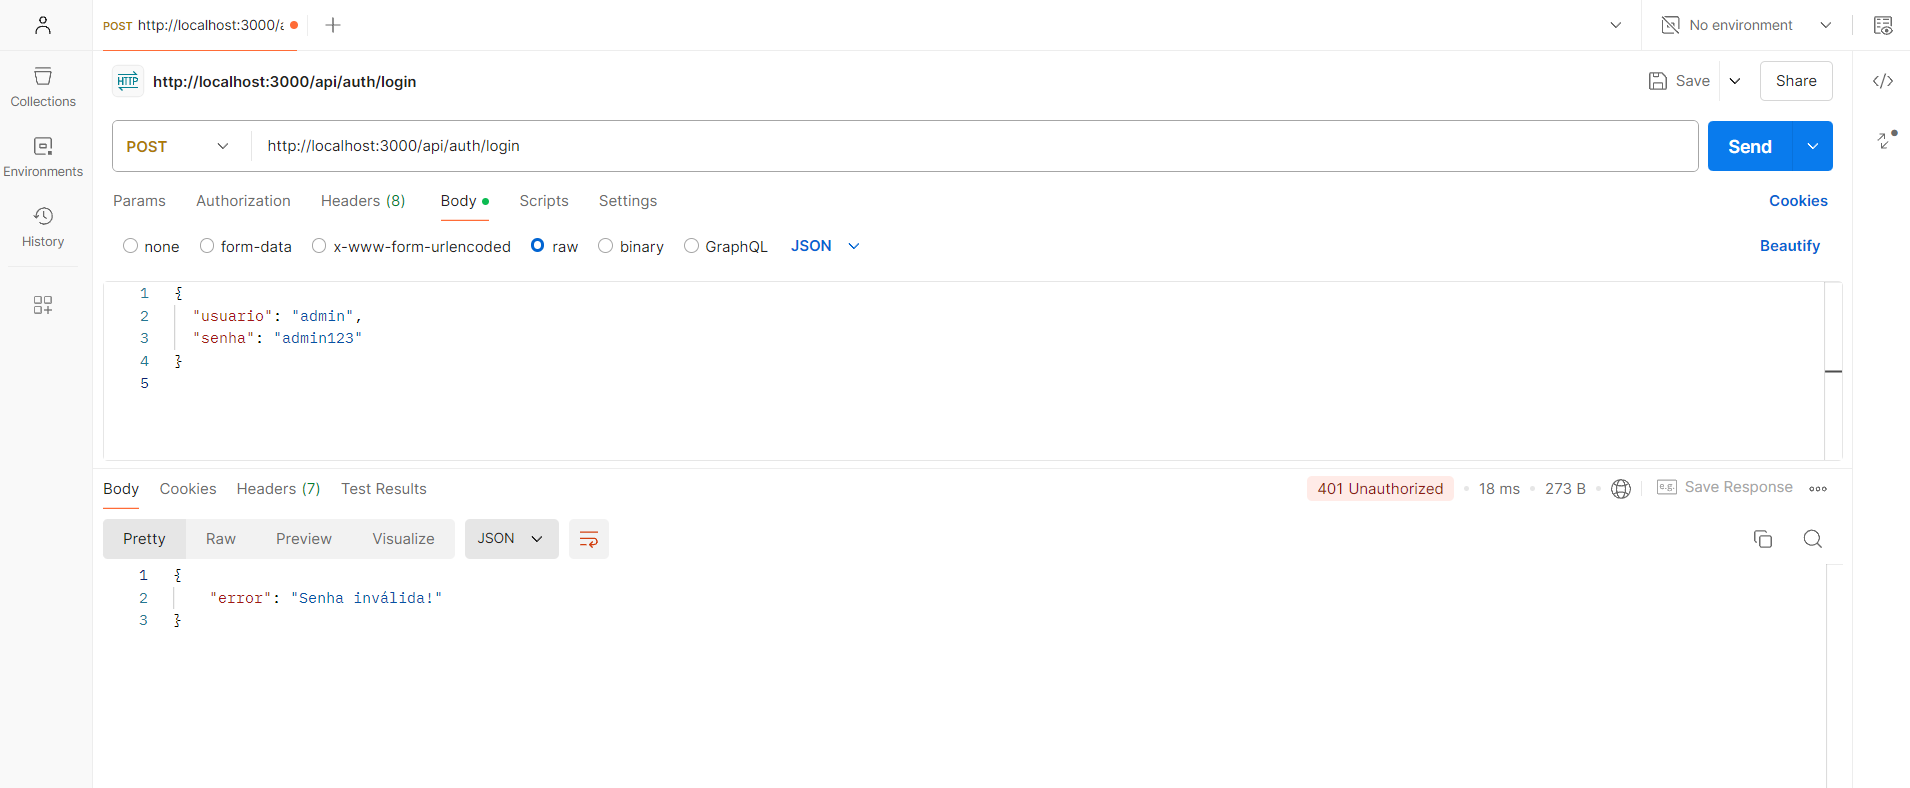 POST http://localhost:3000/a
No environment
Collections
HTTP http://localhost:3000/api/auth/login
Save
Share
POST
http://localhost:3000/api/auth/login
Send
Environments
Params Authorization Headers (8) Body Scripts Settings
Cookies
History
none form-data x-www-form-urlencoded raw binary GraphQL JSON
Beautify
1 {
2 "usuario": "admin",
3 "senha": "admin123"
4 }
5
Body Cookies Headers (7) Test Results
401 Unauthorized 18 ms 273 B
e.g. Save Response
Pretty Raw Preview Visualize JSON
1 {
2 "error": "Senha inválida!"
3 }